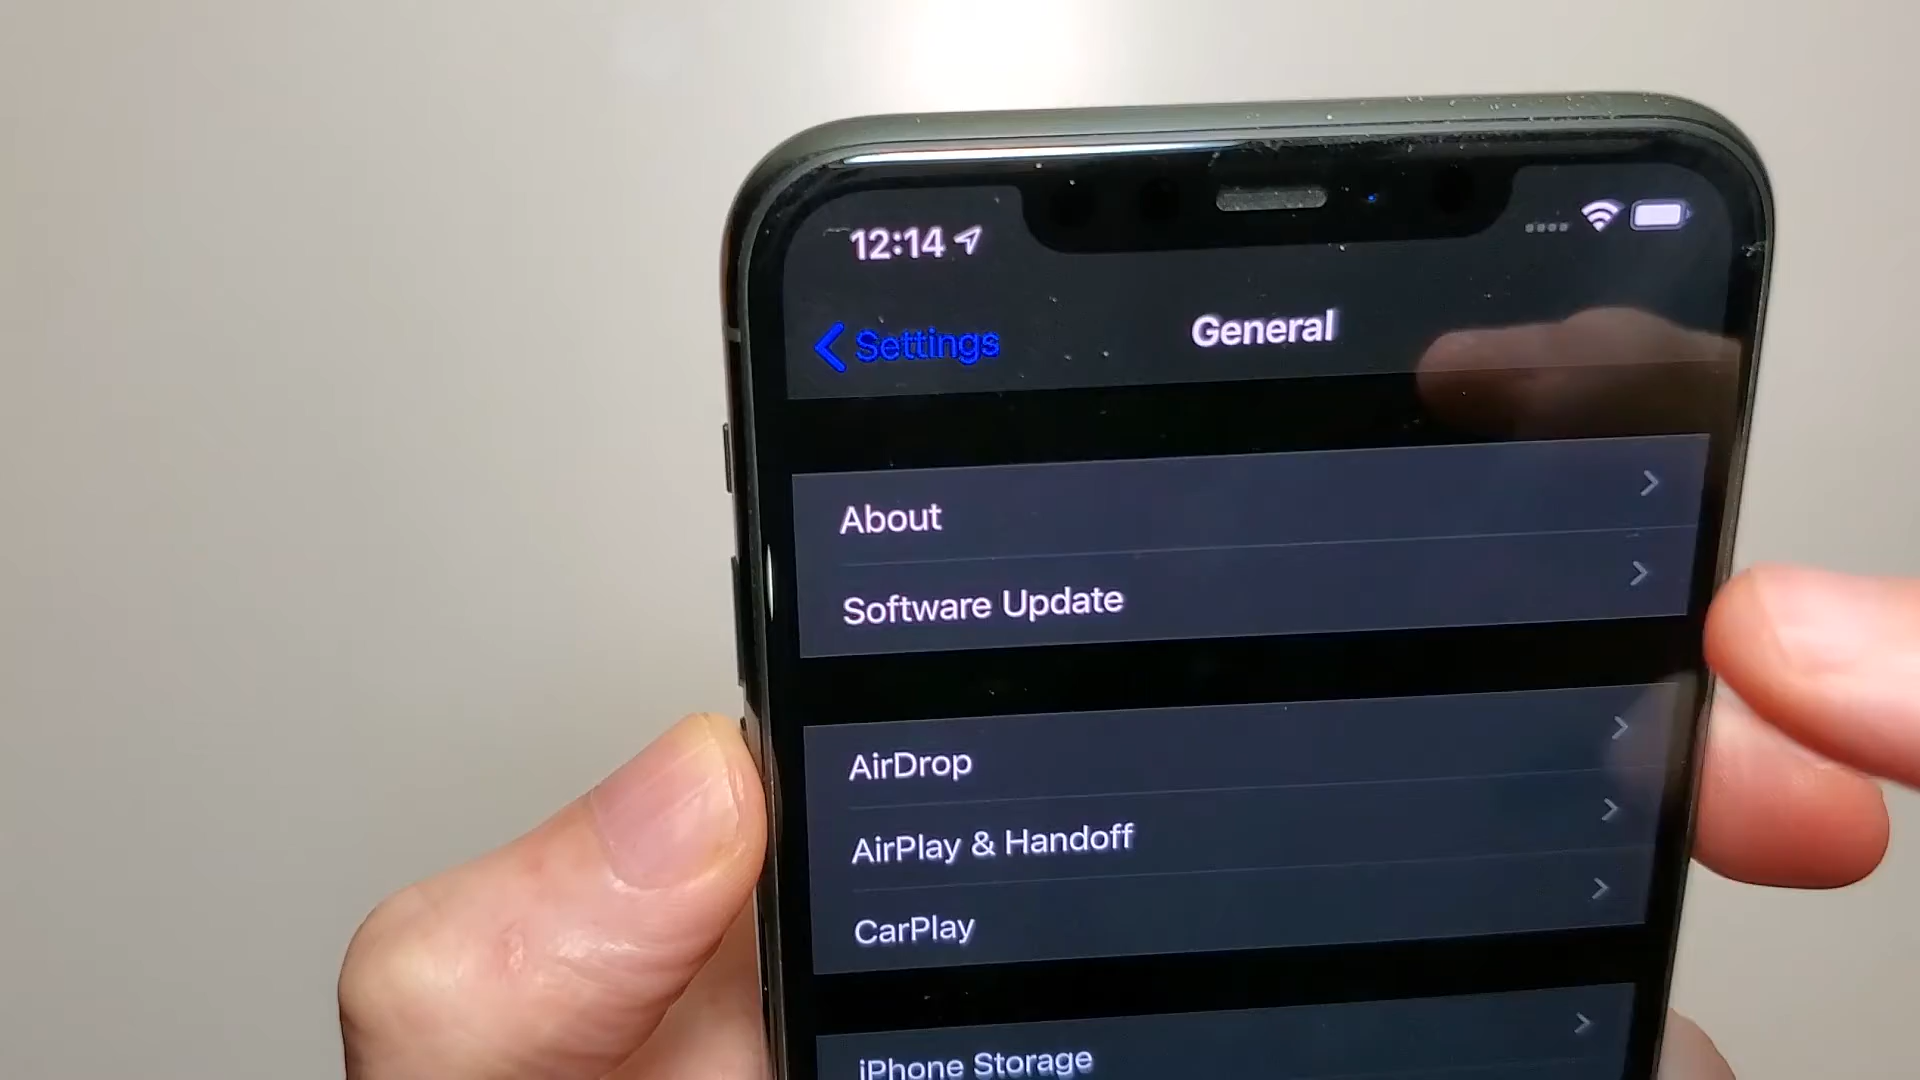 12:14
Settings
General
About
Software Update
AirDrop
AirPlay & Handoff
CarPlay
iPhone Storage